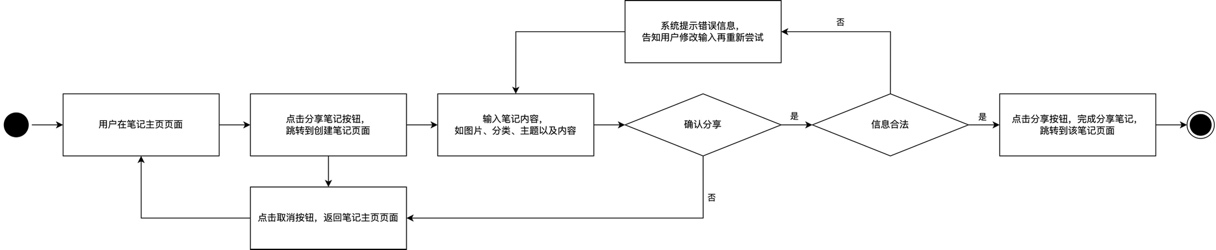 系统提示错误信息，
告知用户修改输入再重新尝试
否
用户在笔记主页页面
点击分享笔记按钮，
跳转到创建笔记页面
输入笔记内容，
如图片、分类、主题以及内容
确认分享
是
信息合法
是
点击分享按钮，完成分享笔记，
跳转到该笔记页面
否
点击取消按钮，返回笔记主页页面